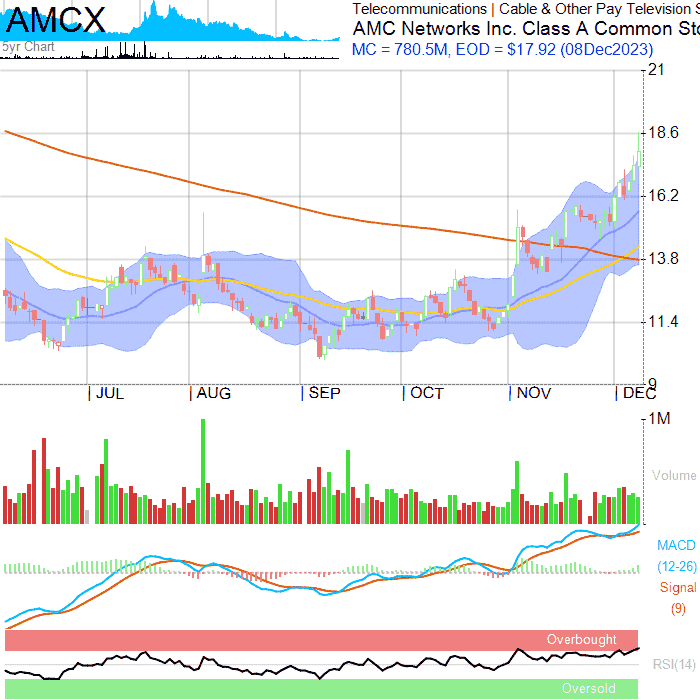 AMCX
5yr Chart
Telecommunications | Cable & Other Pay Television S
AMC Networks Inc. Class A Common Sto
MC = 780.5M, EOD = $17.92 (08Dec2023)
21
18.6
16.2
13.8
11.4
9
JUL AUG SEP OCT NOV DEC
1M
Volume
MACD
(12-26)
Signal
(9)
Overbought
RSI(14)
Oversold